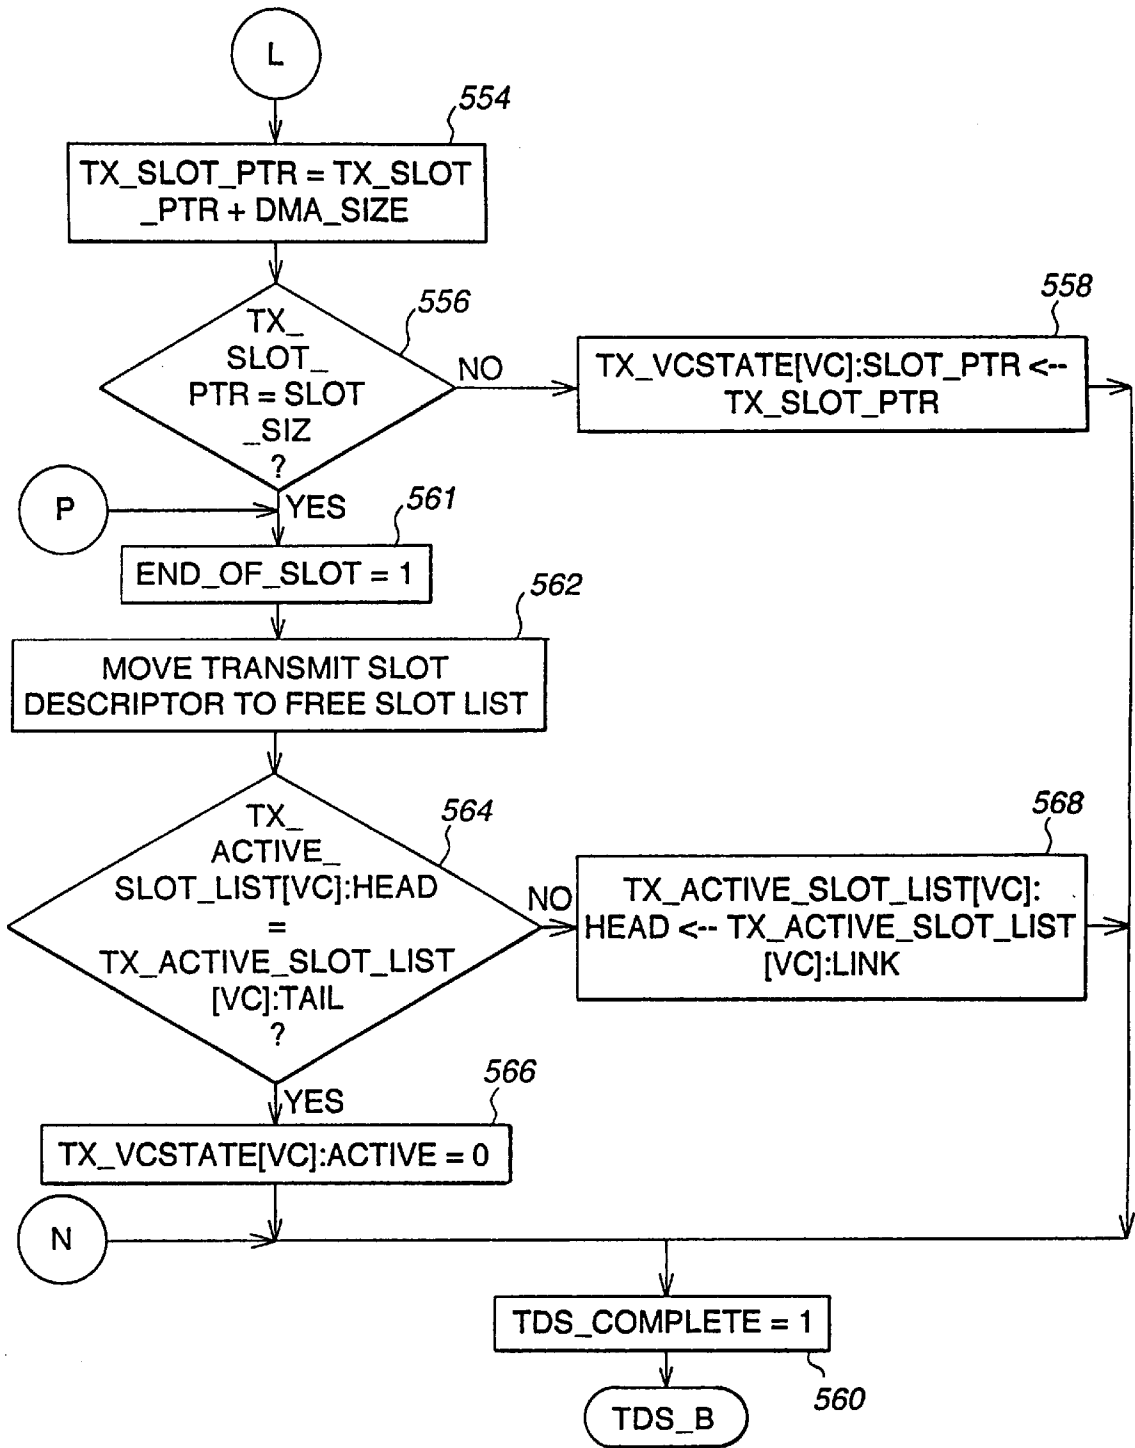 L
554
TX_SLOT_PTR = TX_SLOT
_PTR + DMA_SIZE
556
TX_
SLOT_
PTR = SLOT
_SIZ
?
NO
558
TX_VCSTATE[VC]:SLOT_PTR <--
TX_SLOT_PTR
P
YES
561
END_OF_SLOT = 1
562
MOVE TRANSMIT SLOT
DESCRIPTOR TO FREE SLOT LIST
564
TX_
ACTIVE_
SLOT_LIST[VC]:HEAD
=
TX_ACTIVE_SLOT_LIST
[VC]:TAIL
?
NO
568
TX_ACTIVE_SLOT_LIST[VC]:
HEAD <-- TX_ACTIVE_SLOT_LIST
[VC]:LINK
YES
566
TX_VCSTATE[VC]:ACTIVE = 0
N
TDS_COMPLETE = 1
560
TDS_B